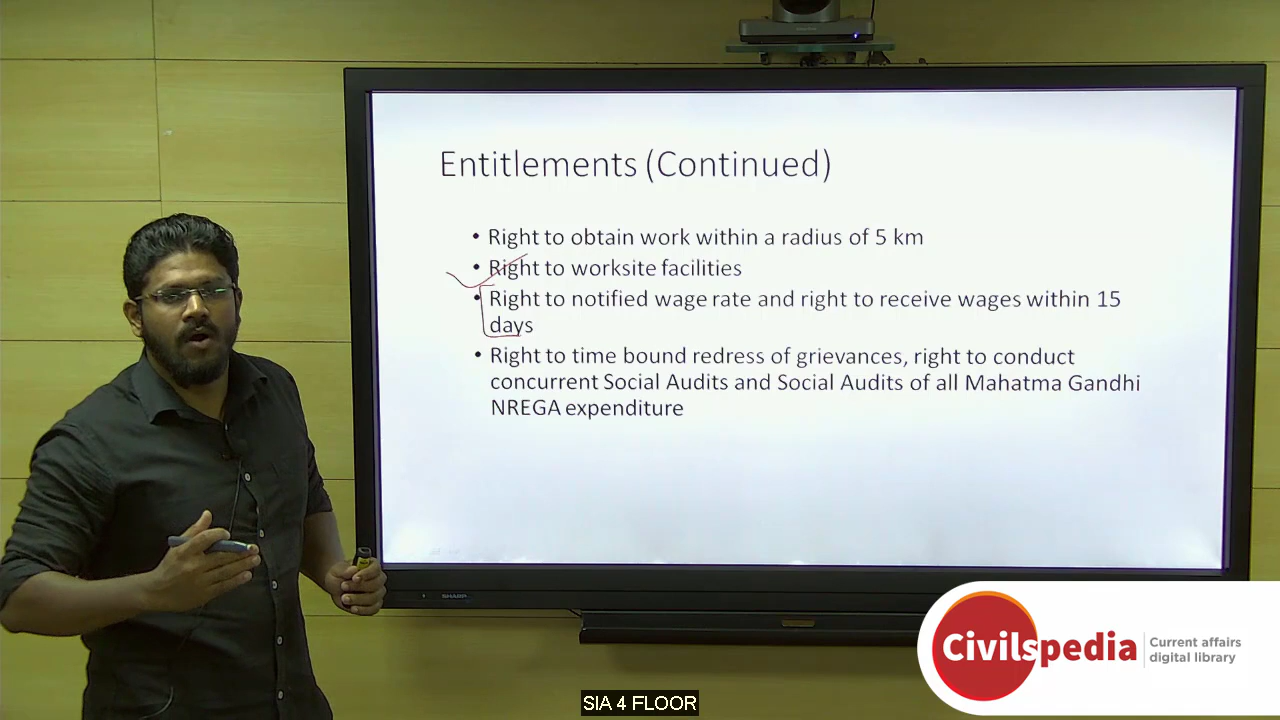 Entitlements (Continued)
• Right to obtain work within a radius of 5 km
• Right to worksite facilities
• Right to notified wage rate and right to receive wages within 15
days
• Right to time bound redress of grievances, right to conduct
concurrent Social Audits and Social Audits of all Mahatma Gandhi
NREGA expenditure
SHARP
Civilspedia
Current affairs
digital library
SIA 4 FLOOR